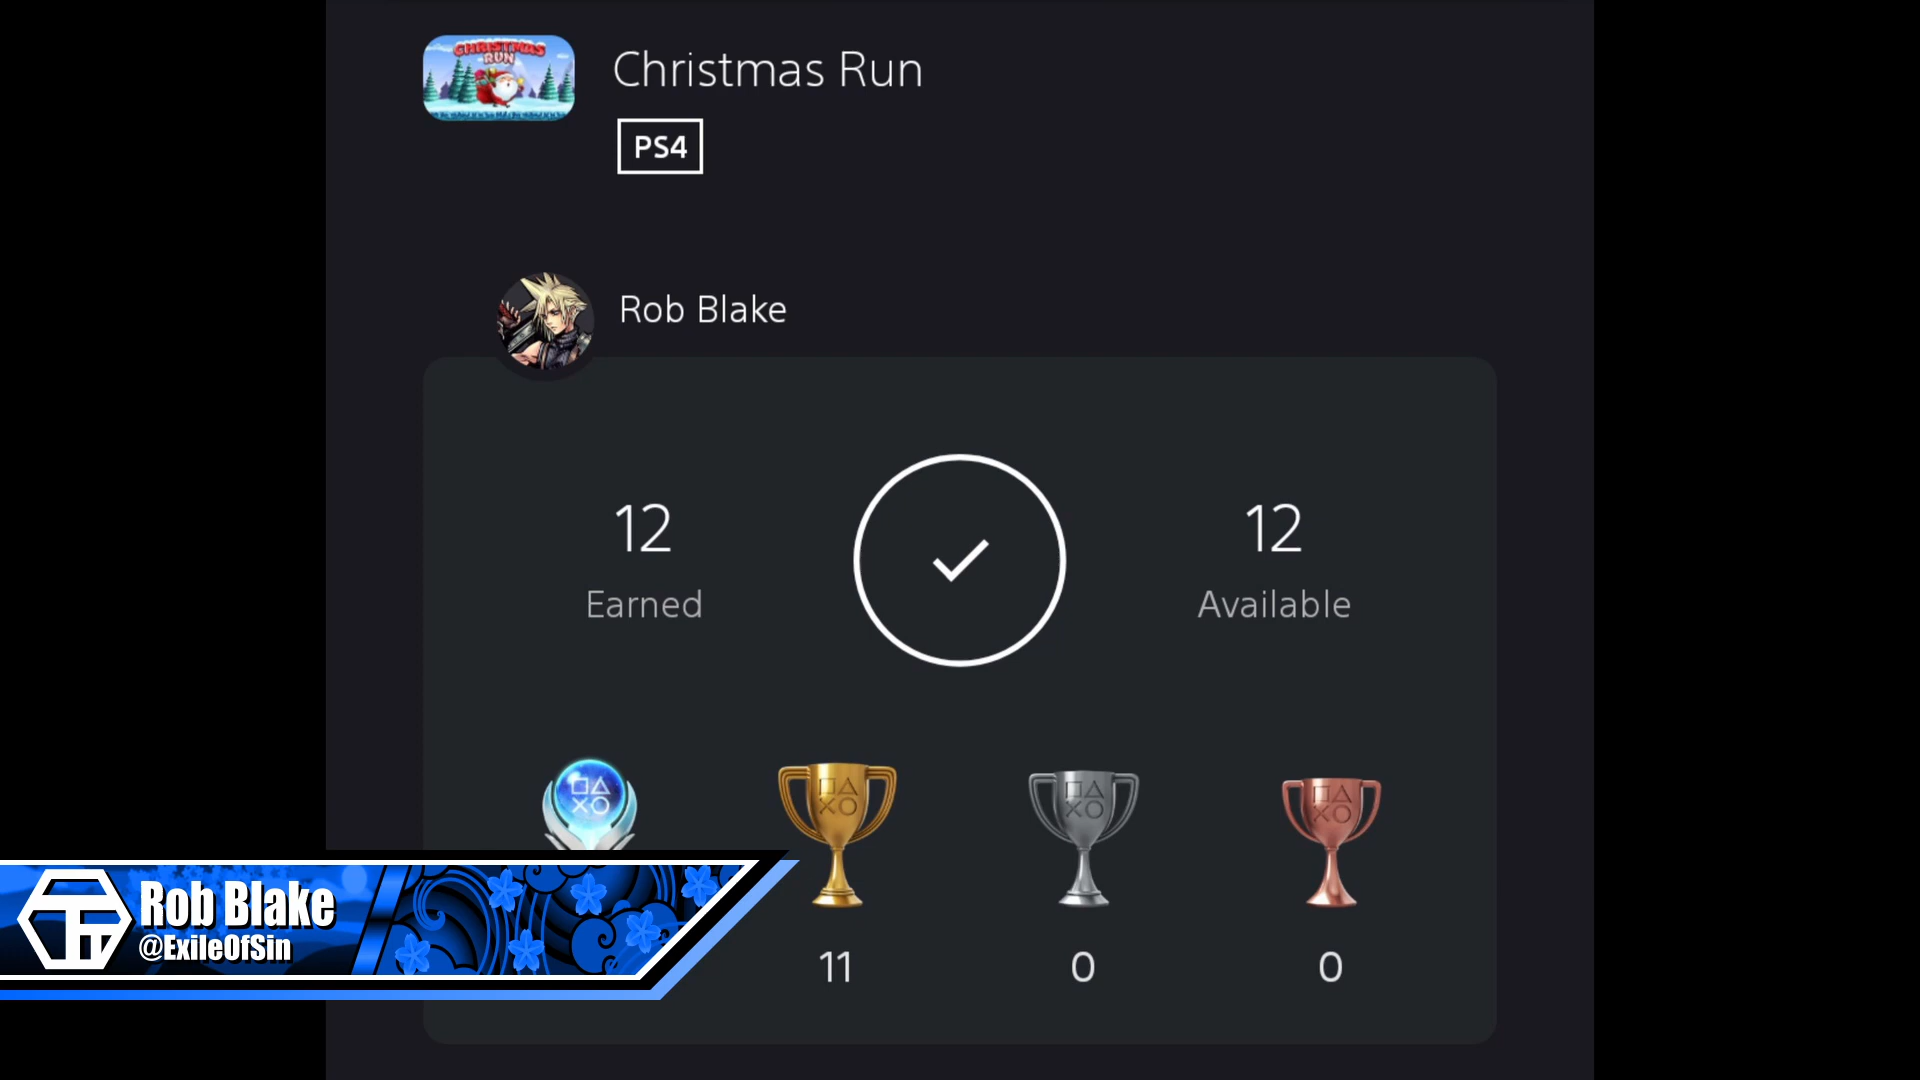 CHRISTMAS
RUN
Christmas Run
PS4
Rob Blake
12
Earned
12
Available
Rob Blake
@ExileOfSin
11
0
0